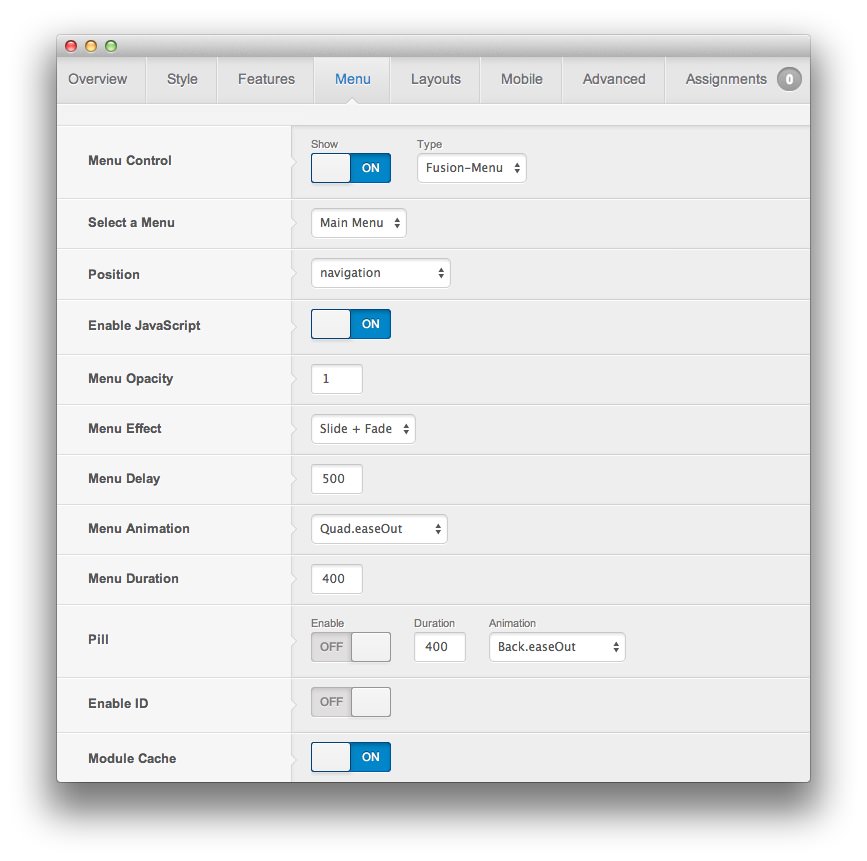 Overview Style Features Menu Layouts Mobile Advanced Assignments 0
Show Type
Menu Control ON Fusion-Menu
Select a Menu Main Menu
Position navigation
Enable JavaScript ON
Menu Opacity 1
Menu Effect Slide + Fade
Menu Delay 500
Menu Animation Quad.easeOut
Menu Duration 400
Enable Duration Animation
Pill OFF 400 Back.easeOut
Enable ID OFF
Module Cache ON